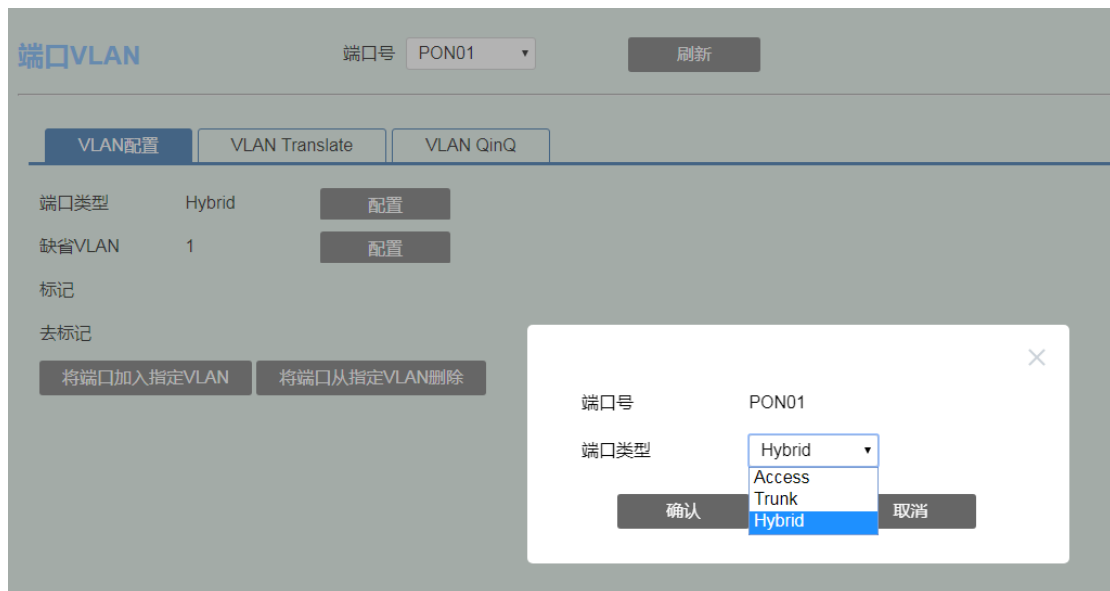 端口VLAN 端口号 PON01 刷新
VLAN配置 VLAN Translate VLAN QinQ
端口类型 Hybrid 配置
缺省VLAN 1 配置
标记
去标记
将端口加入指定VLAN 将端口从指定VLAN删除
端口号 PON01
端口类型 Hybrid
Access
Trunk
Hybrid
确认 取消